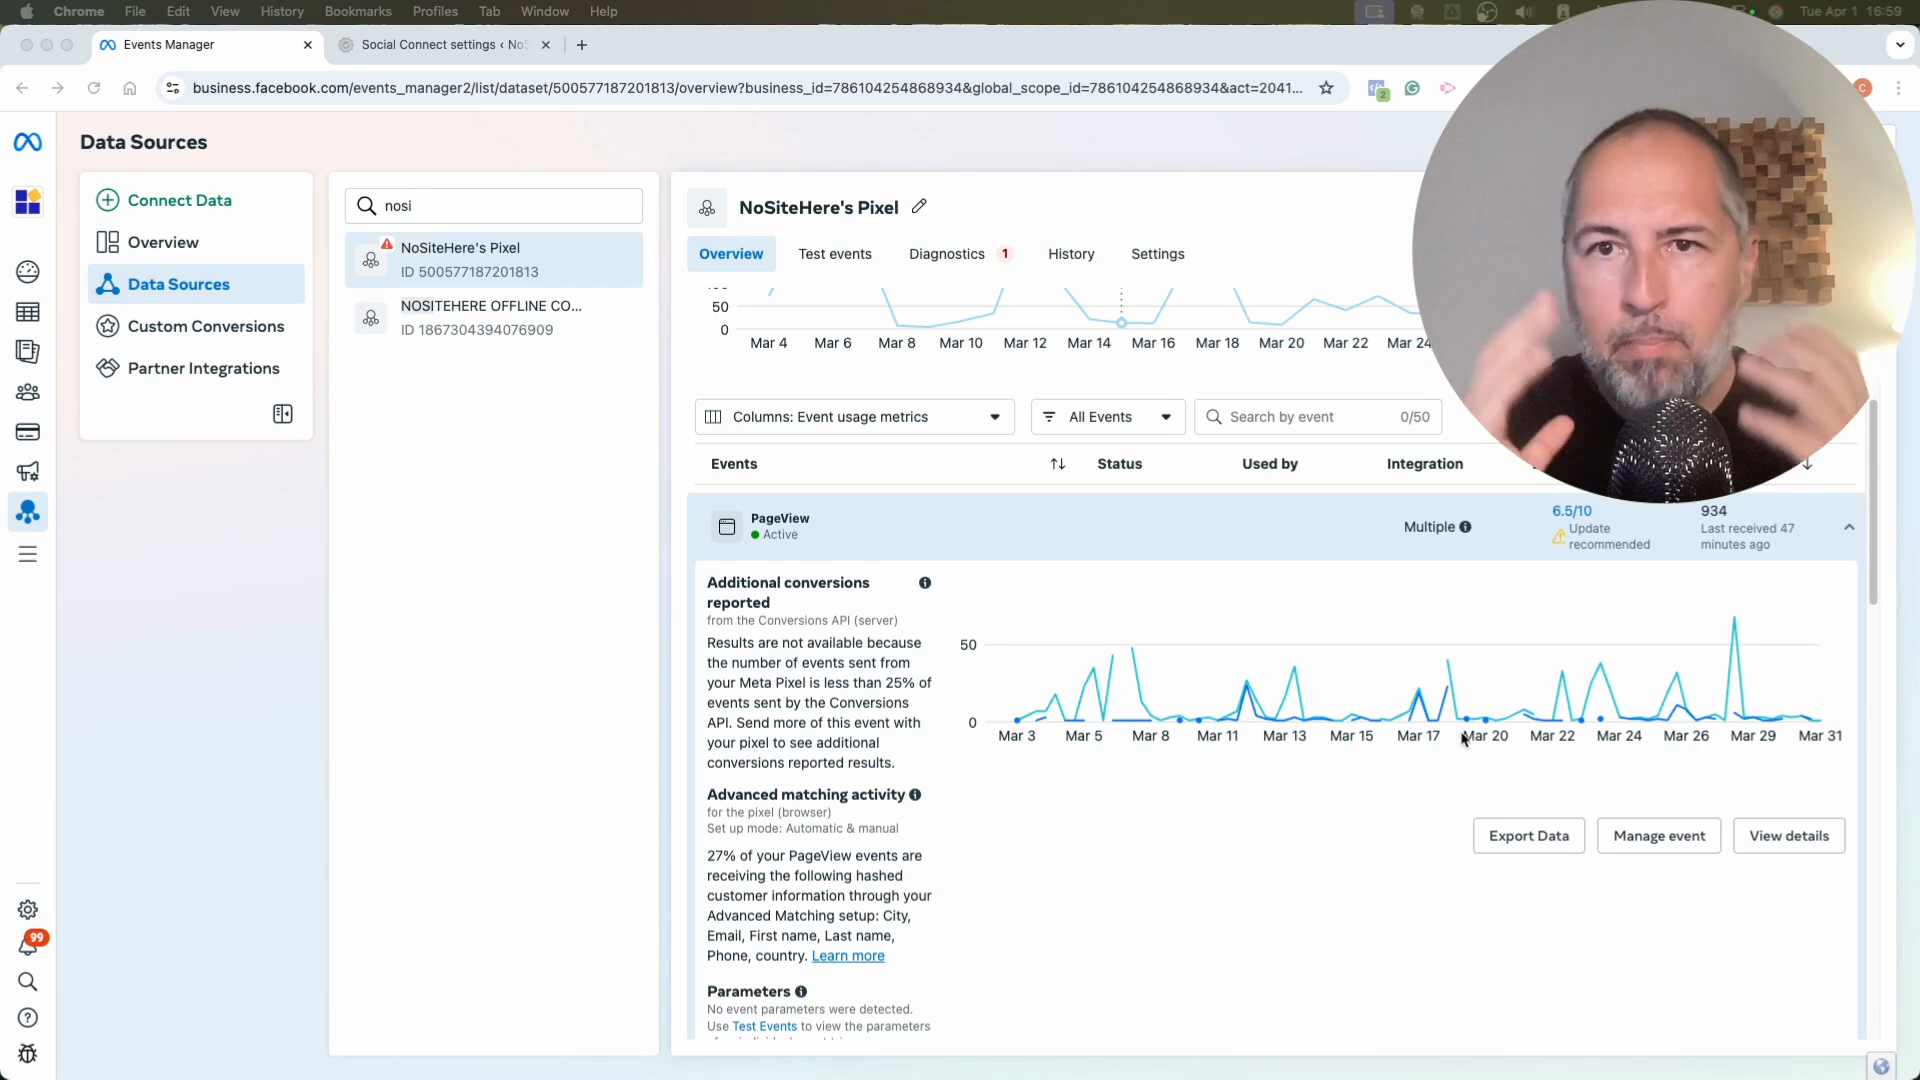 Chrome File Edit View History Bookmarks Profiles Tab Window Help
Tue Apr 1 16:59
Events Manager
Social Connect settings ‹ NoS
business.facebook.com/events_manager2/list/dataset/500577187201813/overview?business_id=786104254868934&global_scope_id=786104254868934&act=2041...
2
C
Data Sources
Connect Data
Overview
Data Sources
Custom Conversions
Partner Integrations
99
nosi
NoSiteHere's Pixel
ID 500577187201813
NOSITEHERE OFFLINE CO...
ID 1867304394076909
NoSiteHere's Pixel
Overview Test events Diagnostics 1 History Settings
50
0
Mar 4 Mar 6 Mar 8 Mar 10 Mar 12 Mar 14 Mar 16 Mar 18 Mar 20 Mar 22 Mar 24
Columns: Event usage metrics
All Events
Search by event 0/50
Events Status Used by Integration
PageView
Active
Multiple
6.5/10
Update
recommended
934
Last received 47
minutes ago
Additional conversions
reported
from the Conversions API (server)
Results are not available because
the number of events sent from
your Meta Pixel is less than 25% of
events sent by the Conversions
API. Send more of this event with
your pixel to see additional
conversions reported results.
50
0
Mar 3 Mar 5 Mar 8 Mar 11 Mar 13 Mar 15 Mar 17 Mar 20 Mar 22 Mar 24 Mar 26 Mar 29 Mar 31
Advanced matching activity
for the pixel (browser)
Set up mode: Automatic & manual
27% of your PageView events are
receiving the following hashed
customer information through your
Advanced Matching setup: City,
Email, First name, Last name,
Phone, country. Learn more
Export Data
Manage event
View details
Parameters
No event parameters were detected.
Use Test Events to view the parameters